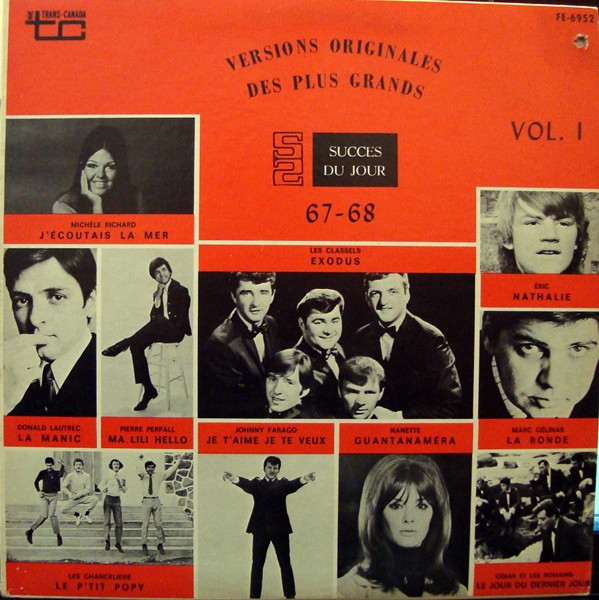 TRANS-CANADA
tc
FE-6952
VERSIONS ORIGINALES
DES PLUS GRANDS
SUCCES
DU JOUR
VOL. I
67-68
MICHÈLE RICHARD
J'ÉCOUTAIS LA MER
LES CLASSELS
EXODUS
ÉRIC
NATHALIE
DONALD LAUTREC
LA MANIC
PIERRE PERPALL
MA LILI HELLO
JOHNNY FARAGO
JE T'AIME JE TE VEUX
NANETTE
GUANTANAMÉRA
MARC GÉLINAS
LA RONDE
LES CHANCELIERS
LE P'TIT POPY
CÉSAR ET LES ROMAINS
LE JOUR DU DERNIER JOUR